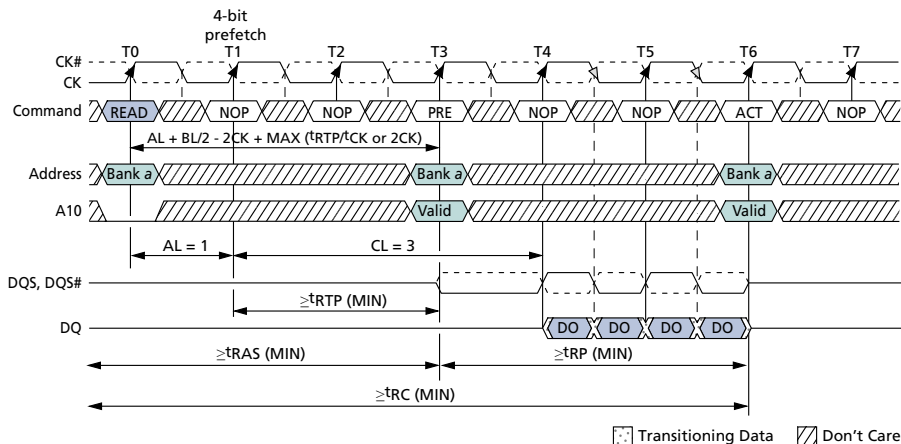 4-bit
prefetch
T0 T1 T2 T3 T4 T5 T6 T7
CK#
CK
Command READ NOP NOP PRE NOP NOP ACT NOP
AL + BL/2 - 2CK + MAX (tRTP/tCK or 2CK)
Address Bank a Bank a Bank a
A10 Valid Valid
AL = 1 CL = 3
DQS, DQS#
≥tRTP (MIN)
DQ DO DO DO DO
≥tRAS (MIN) ≥tRP (MIN)
≥tRC (MIN)
Transitioning Data Don't Care